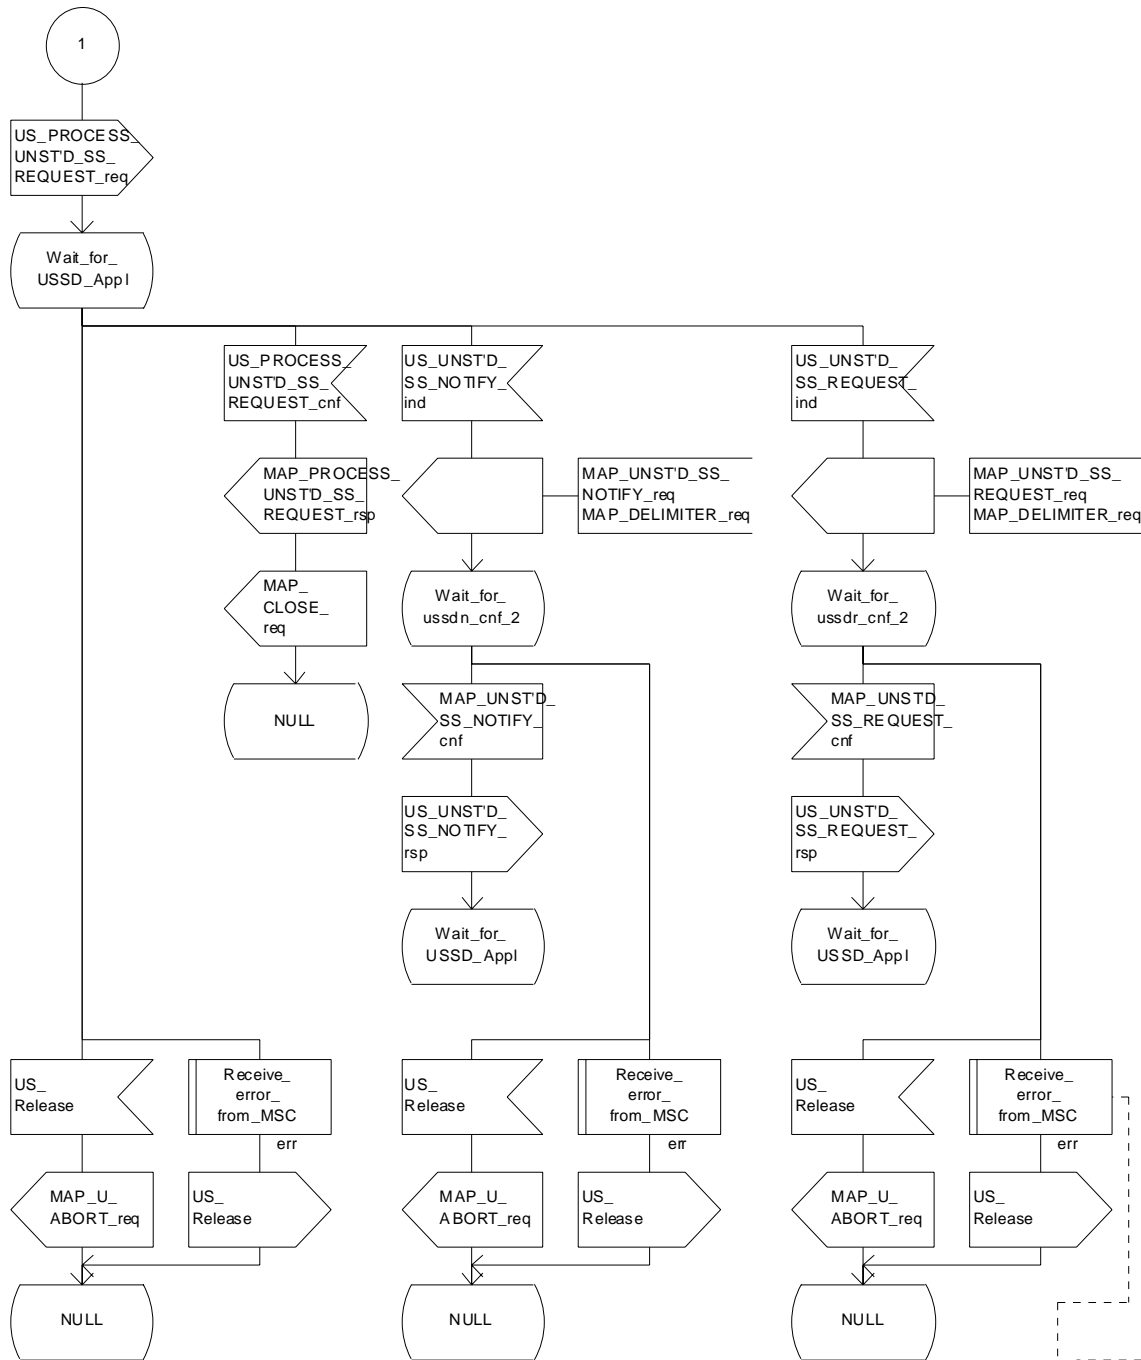 1
US_PROCESS_
UNST'D_SS_
REQUEST_req
Wait_for_
USSD_Appl
US_PROCESS_
UNST'D_SS_
REQUEST_cnf
US_UNST'D_
SS_NOTIFY_
ind
US_UNST'D_
SS_REQUEST_
ind
MAP_PROCESS_
UNST'D_SS_
REQUEST_rsp
MAP_UNST'D_SS_
NOTIFY_req
MAP_DELIMITER_req
MAP_UNST'D_SS_
REQUEST_req
MAP_DELIMITER_req
MAP_
CLOSE_
req
Wait_for_
ussdn_cnf_2
Wait_for_
ussdr_cnf_2
NULL
MAP_UNST'D_
SS_NOTIFY_
cnf
MAP_UNST'D_
SS_REQUEST_
cnf
US_UNST'D_
SS_NOTIFY_
rsp
US_UNST'D_
SS_REQUEST_
rsp
Wait_for_
USSD_Appl
Wait_for_
USSD_Appl
US_
Release
Receive_
error_
from_MSC
US_
Release
Receive_
error_
from_MSC
US_
Release
Receive_
error_
from_MSC
err
err
err
MAP_U_
ABORT_req
US_
Release
MAP_U_
ABORT_req
US_
Release
MAP_U_
ABORT_req
US_
Release
NULL
NULL
NULL